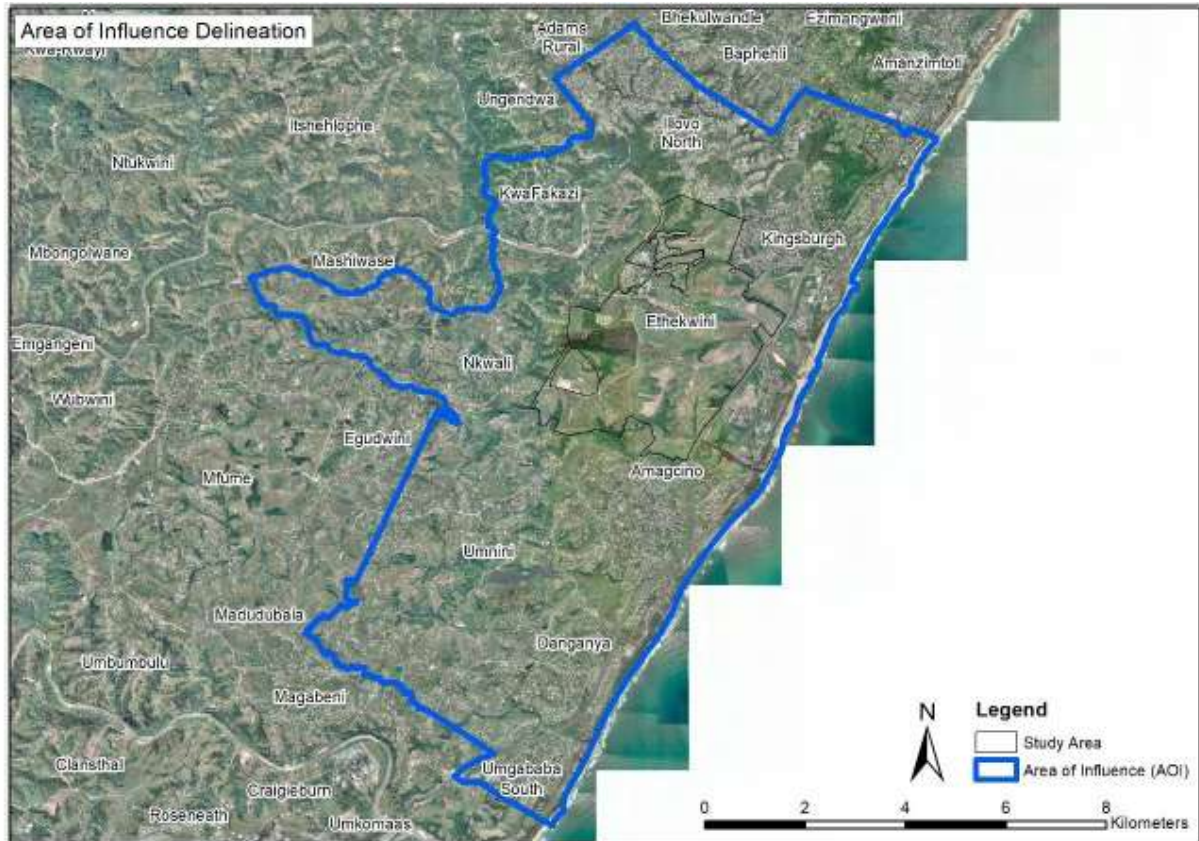 Area of Influence Delineation
Bhekulwandle
Ezimangweni
Adams
Rural
Baphehli
Amanzimtoti
Ungendwa
Itshehlophe
Ilovo
North
Ntukwini
KwaFakazi
Kingsburgh
Mbongolwane
Mashiwase
Ethekwini
Emgangeni
Nkwali
Wubwini
Egudwini
Amagcino
Mfume
Umnini
Madudubala
Danganya
Umbumbulu
Magabeni
Clansthal
Umgababa
South
Craigieburn
Roseneath
Umkomaas
N
Legend
Study Area
Area of Influence (AOI)
0 2 4 6 8
Kilometers